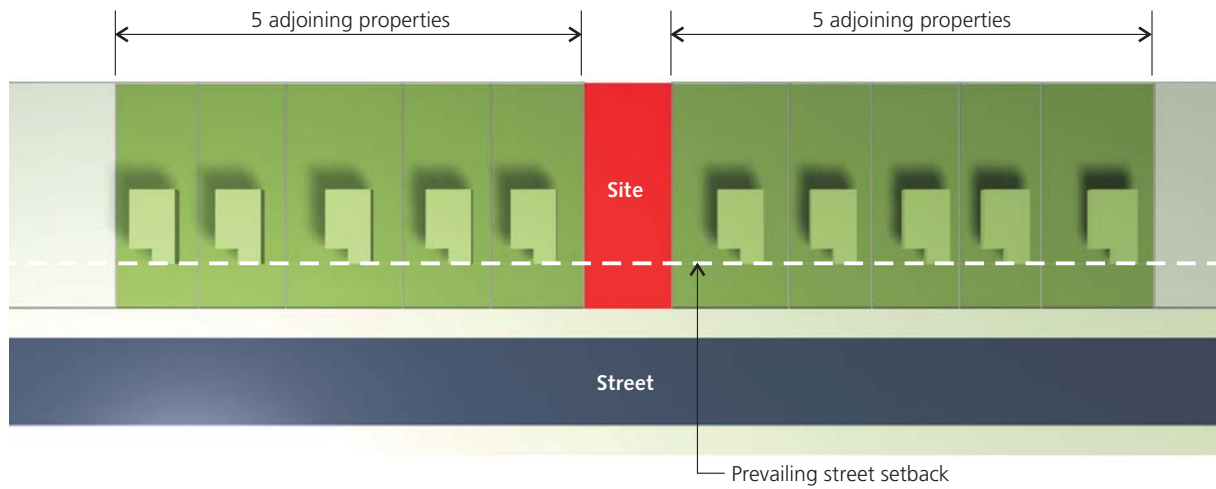 5 adjoining properties
5 adjoining properties
Site
Street
Prevailing street setback